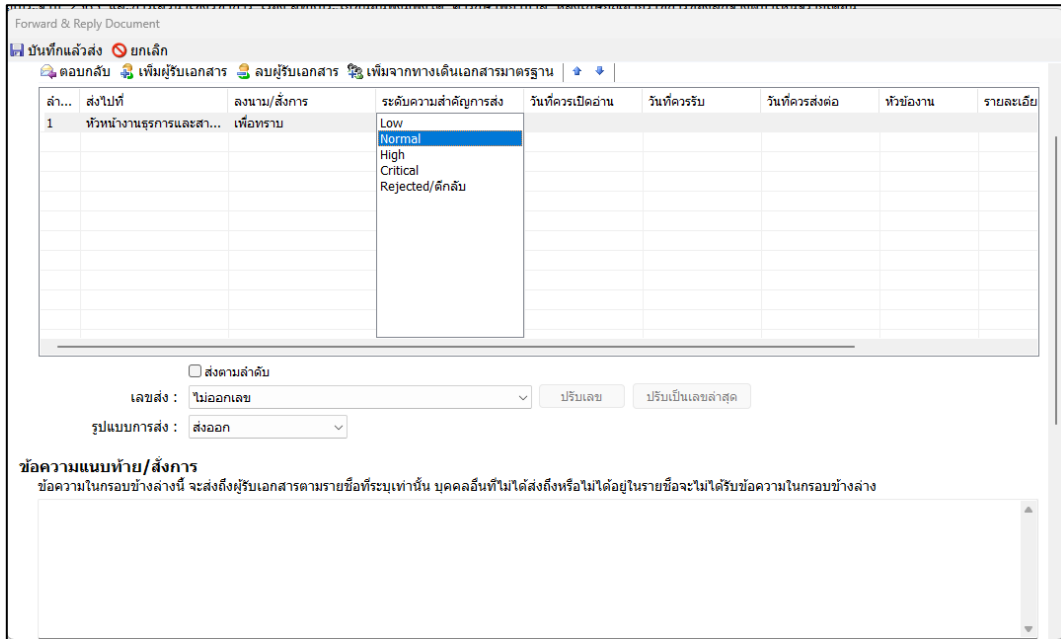 Forward & Reply Document
บันทึกแล้วส่ง ยกเลิก
ตอบกลับ เพิ่มผู้รับเอกสาร ลบผู้รับเอกสาร เพิ่มจากทางเดินเอกสารมาตรฐาน
ลำ... ส่งไปที่ ลงนาม/สั่งการ ระดับความสำคัญการส่ง วันที่ควรเปิดอ่าน วันที่ควรรับ วันที่ควรส่งต่อ หัวข้องาน รายละเอีย
1 หัวหน้างานธุรการและสา... เพื่อทราบ Low
Normal
High
Critical
Rejected/ตีกลับ
ส่งตามลำดับ
เลขส่ง : ไม่ออกเลข ปรับเลข ปรับเป็นเลขล่าสุด
รูปแบบการส่ง : ส่งออก
ข้อความแนบท้าย/สั่งการ
ข้อความในกรอบข้างล่างนี้ จะส่งถึงผู้รับเอกสารตามรายชื่อที่ระบุเท่านั้น บุคคลอื่นที่ไม่ได้ส่งถึงหรือไม่ได้อยู่ในรายชื่อจะไม่ได้รับข้อความในกรอบข้างล่าง